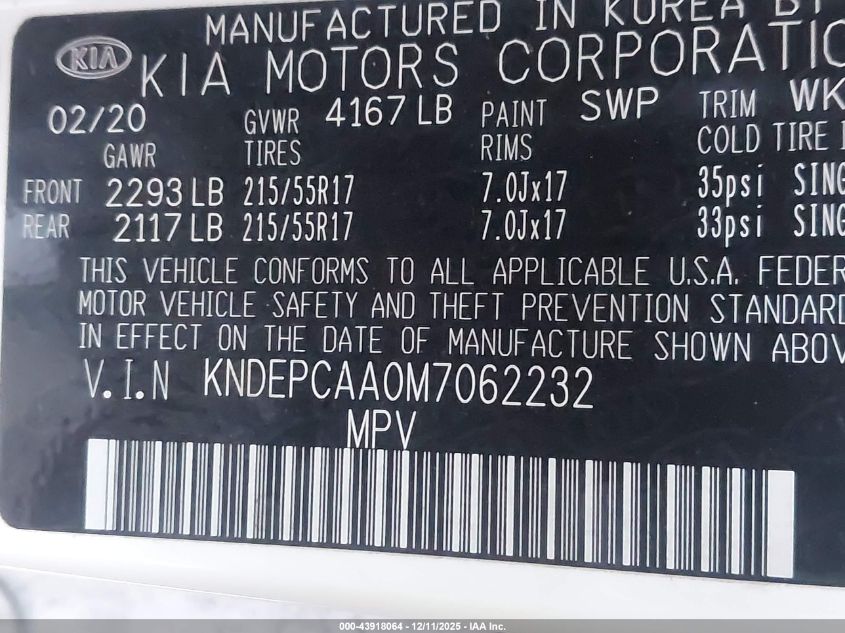 MANUFACTURED IN KOREA BY
KIA KIA MOTORS CORPORATIO
02/20 GVWR 4167 LB PAINT SWP TRIM WK
GAWR TIRES RIMS COLD TIRE
FRONT 2293 LB 215/55R17 7.0Jx17 35psi SING
REAR 2117 LB 215/55R17 7.0Jx17 33psi SING
THIS VEHICLE CONFORMS TO ALL APPLICABLE U.S.A. FEDER
MOTOR VEHICLE SAFETY AND THEFT PREVENTION STANDARD
IN EFFECT ON THE DATE OF MANUFACTURE SHOWN ABOV
V.I.N KNDEPCAA0M7062232
MPV
000-43918064 - 12/11/2025 - IAA Inc.